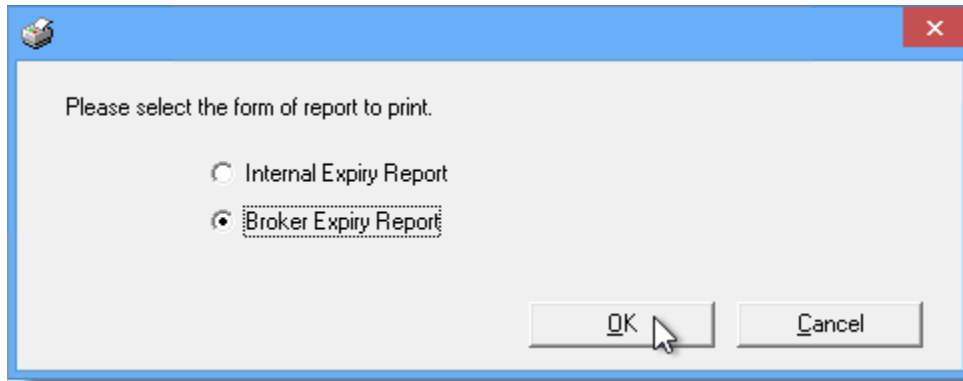 Please select the form of report to print.
Internal Expiry Report
Broker Expiry Report
OK Cancel